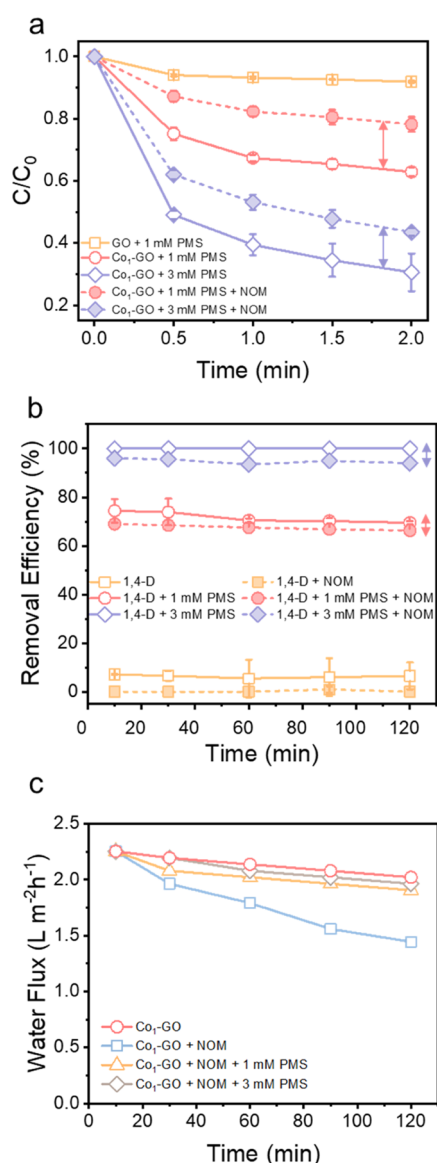 a
C/C0
1.0
0.8
0.6
0.4
0.2
GO + 1 mM PMS
Co1-GO + 1 mM PMS
Co1-GO + 3 mM PMS
Co1-GO + 1 mM PMS + NOM
Co1-GO + 3 mM PMS + NOM
0.0 0.5 1.0 1.5 2.0
Time (min)
b
Removal Efficiency (%)
100
80
60
40
20
0
1,4-D 1,4-D + NOM
1,4-D + 1 mM PMS 1,4-D + 1 mM PMS + NOM
1,4-D + 3 mM PMS 1,4-D + 3 mM PMS + NOM
0 20 40 60 80 100 120
Time (min)
c
Water Flux (L m-2h-1)
2.5
2.0
1.5
0.5
0.0
Co1-GO
Co1-GO + NOM
Co1-GO + NOM + 1 mM PMS
Co1-GO + NOM + 3 mM PMS
0 20 40 60 80 100 120
Time (min)